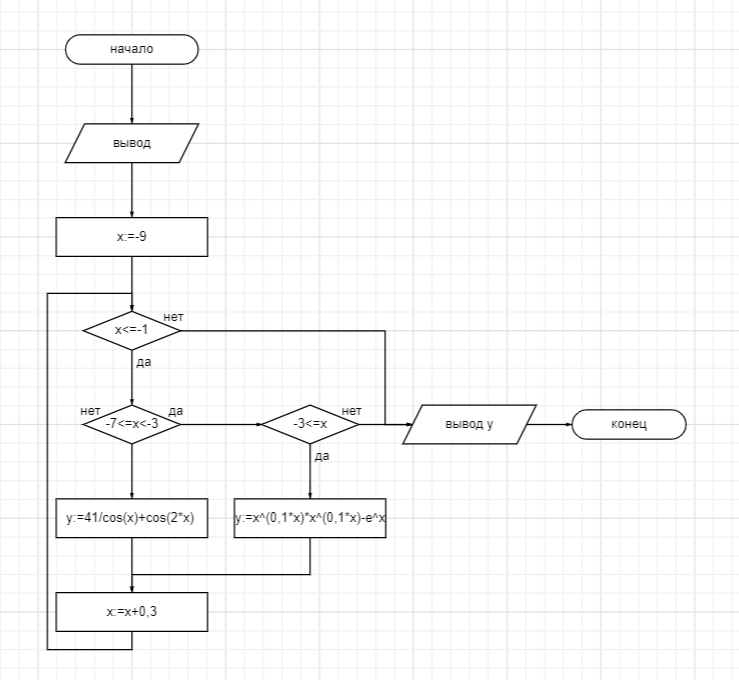 начало
вывод
x:=-9
x<=-1
нет
да
нет
-7<=x<-3
да
-3<=x
нет
да
вывод y
конец
y:=41/cos(x)+cos(2*x)
y:=x^(0,1*x)*x^(0,1*x)-e^x
x:=x+0,3